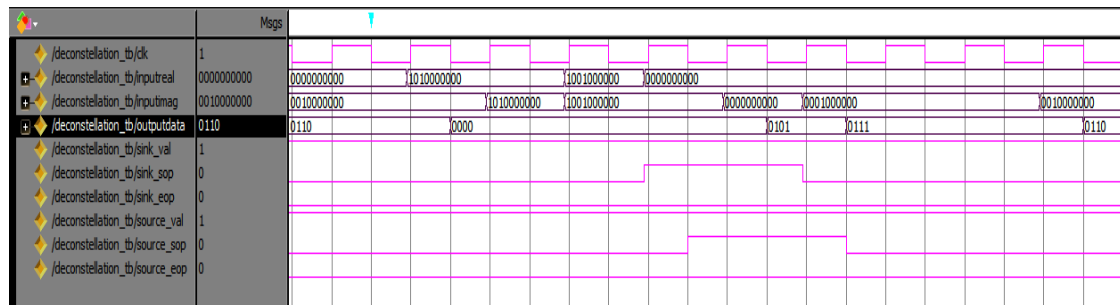 Msgs
/deconstellation_tb/clk 1
/deconstellation_tb/inputreal 0000000000 0000000000 1010000000 1001000000 0000000000
/deconstellation_tb/inputimag 0010000000 0010000000 1010000000 1001000000 0000000000 0001000000 0010000000
/deconstellation_tb/outputdata 0110 0110 0000 0101 0111 0110
/deconstellation_tb/sink_val 1
/deconstellation_tb/sink_sop 0
/deconstellation_tb/sink_eop 0
/deconstellation_tb/source_val 1
/deconstellation_tb/source_sop 0
/deconstellation_tb/source_eop 0